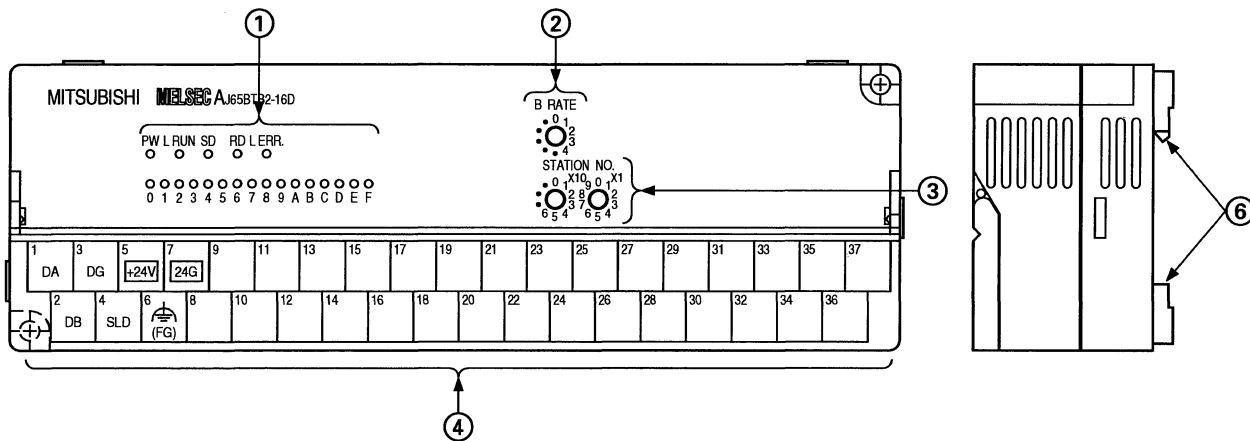 ① ②
MITSUBISHI MELSEC AJ65BTB2-16D
B RATE
0 1 2 3 4
PW L RUN SD RD L ERR.
STATION NO.
X10 X1
0 1 2 3 4 5 6
0 1 2 3 4 5 6 7 8 9
③
0 1 2 3 4 5 6 7 8 9 A B C D E F
⑥
1 3 5 7 9 11 13 15 17 19 21 23 25 27 29 31 33 35 37
DA DG +24V 24G
2 4 6 8 10 12 14 16 18 20 22 24 26 28 30 32 34 36
DB SLD (FG)
④